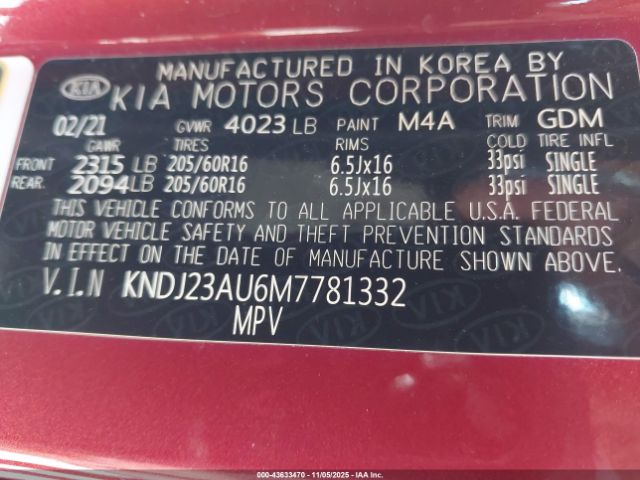 MANUFACTURED IN KOREA BY
KIA KIA MOTORS CORPORATION
02/21 GVWR 4023 LB PAINT M4A TRIM GDM
GAWR TIRES RIMS COLD TIRE INFL
FRONT 2315 LB 205/60R16 6.5Jx16 33psi SINGLE
REAR. 2094 LB 205/60R16 6.5Jx16 33psi SINGLE
THIS VEHICLE CONFORMS TO ALL APPLICABLE U.S.A. FEDERAL
MOTOR VEHICLE SAFETY AND THEFT PREVENTION STANDARDS
IN EFFECT ON THE DATE OF MANUFACTURE SHOWN ABOVE.
V.I.N KNDJ23AU6M7781332
MPV
000-43633470 - 11/05/2025 - IAAI.COM